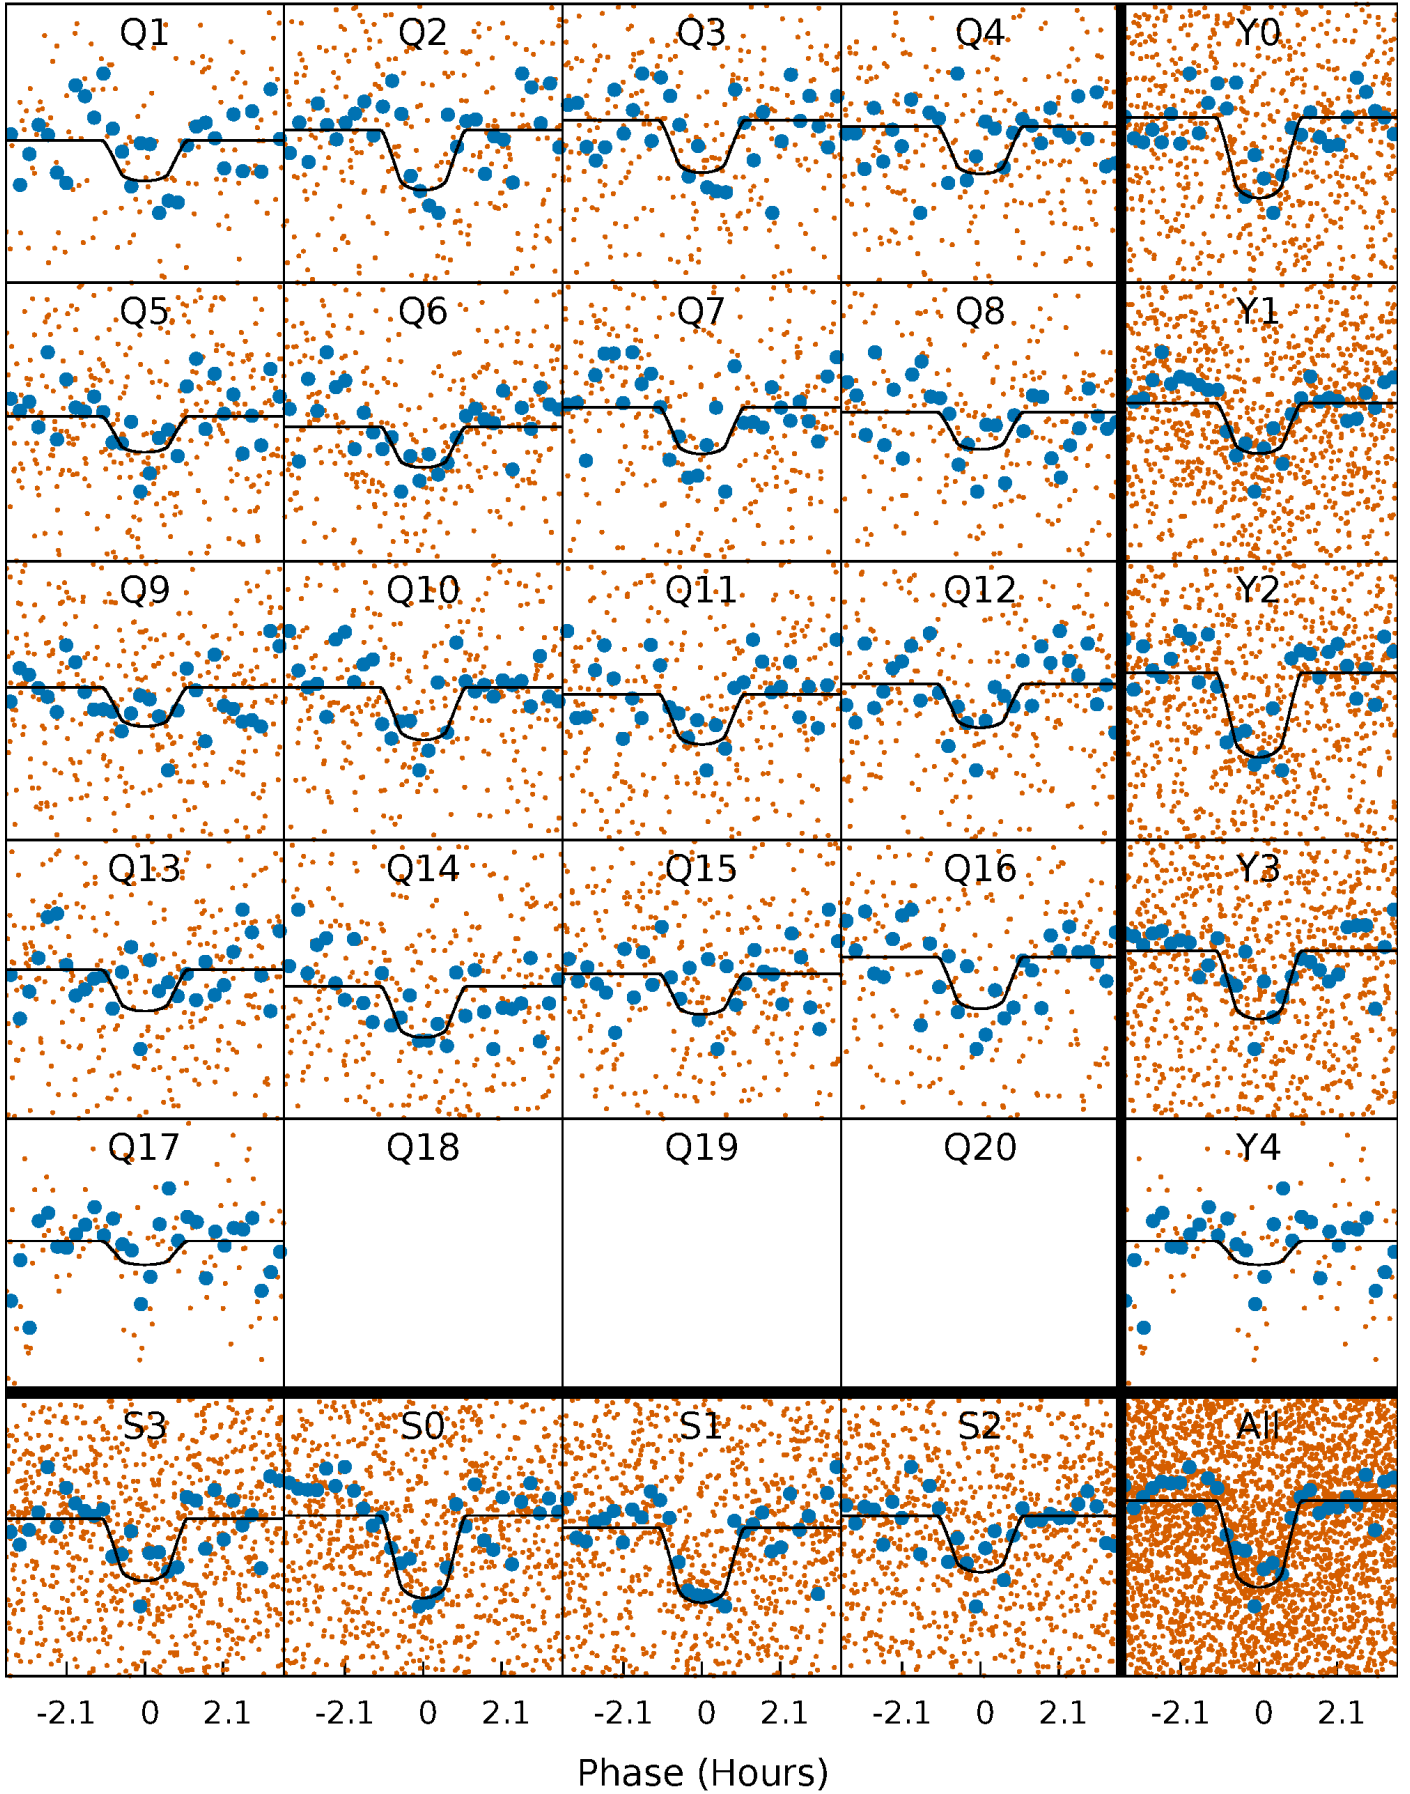 Q1 Q2 Q3 Q4 Y0
Q5 Q6 Q7 Q8 Y1
Q9 Q10 Q11 Q12 Y2
Q13 Q14 Q15 Q16 Y3
Q17 Q18 Q19 Q20 Y4
S3 S0 S1 S2 All
-2.1 0 2.1 -2.1 0 2.1 -2.1 0 2.1 -2.1 0 2.1 -2.1 0 2.1
Phase (Hours)